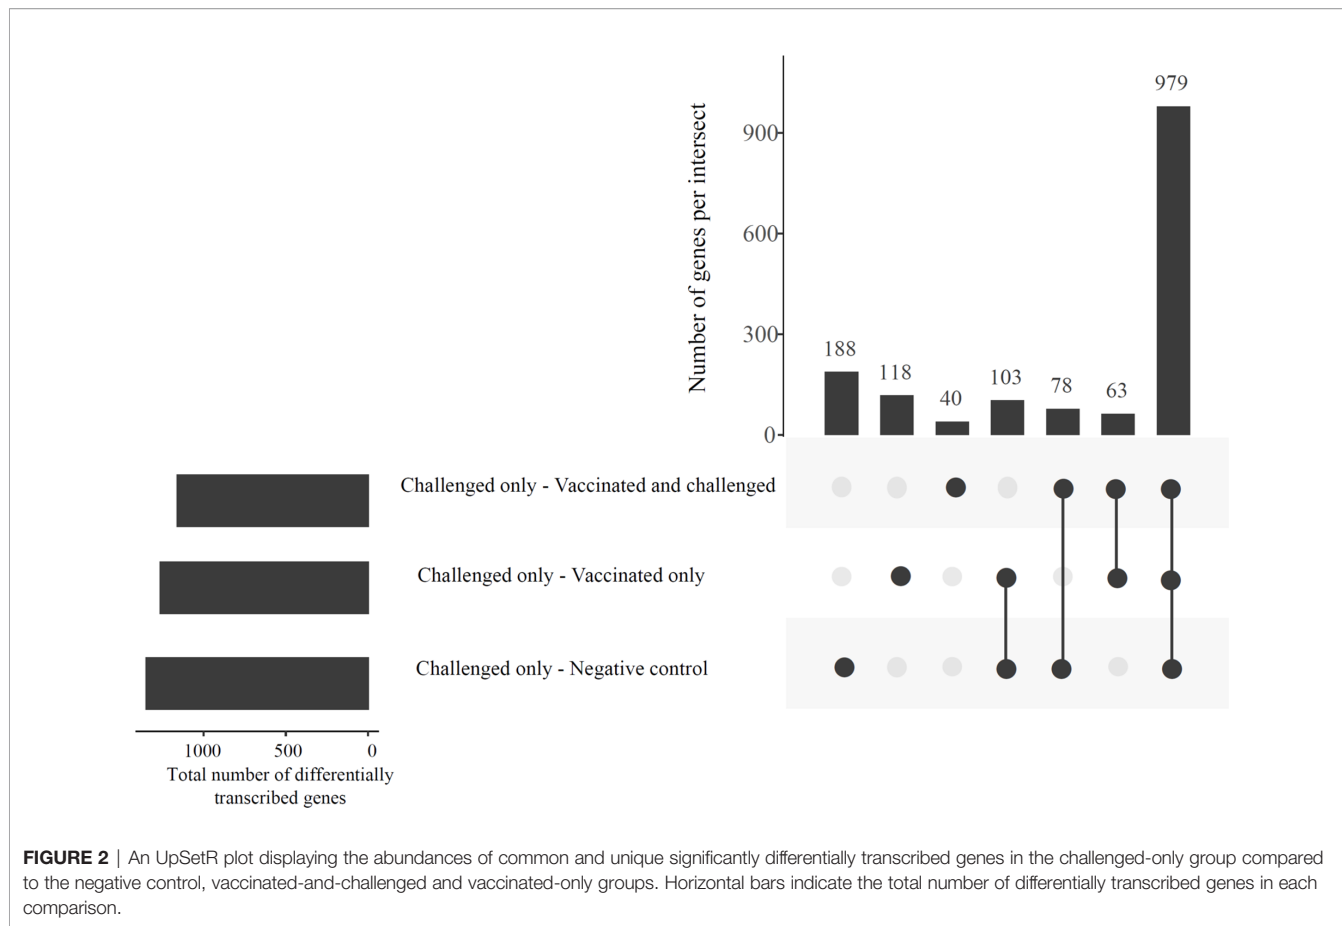 979
Number of genes per intersect
900
600
300
0
188
118
40
103
78
63
Challenged only - Vaccinated and challenged
Challenged only - Vaccinated only
Challenged only - Negative control
1000 500 0
Total number of differentially
transcribed genes
FIGURE 2 | An UpSetR plot displaying the abundances of common and unique significantly differentially transcribed genes in the challenged-only group compared
to the negative control, vaccinated-and-challenged and vaccinated-only groups. Horizontal bars indicate the total number of differentially transcribed genes in each
comparison.